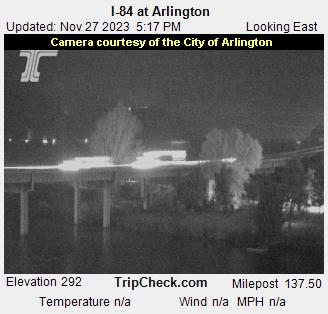 I-84 at Arlington
Updated: Nov 27 2023 5:17 PM Looking East
Camera courtesy of the City of Arlington
Elevation 292 TripCheck.com Milepost 137.50
Temperature n/a Wind n/a MPH n/a